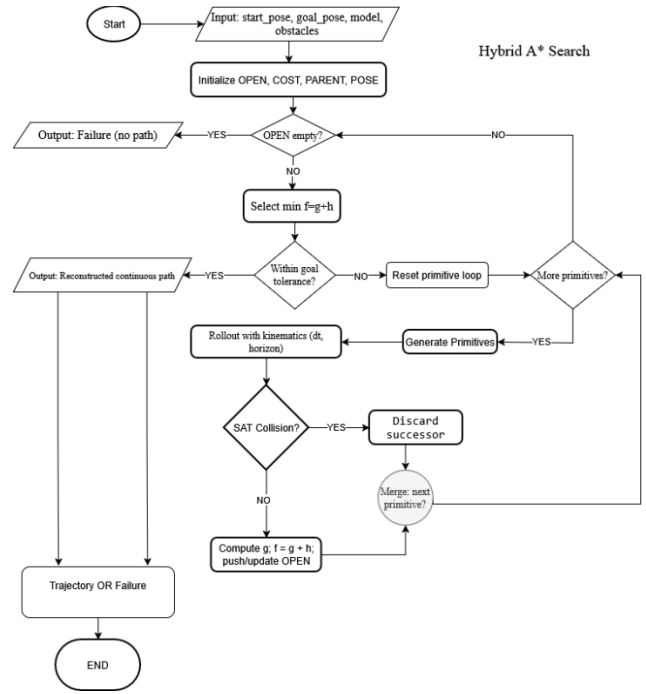 Start
Input: start_pose, goal_pose, model,
obstacles
Hybrid A* Search
Initialize OPEN, COST, PARENT, POSE
Output: Failure (no path)
YES
OPEN empty?
NO
NO
Select min f=g+h
Output: Reconstructed continuous path
YES
Within goal
tolerance?
NO
Reset primitive loop
More primitives?
Rollout with kinematics (dt,
horizon)
Generate Primitives
YES
SAT Collision?
YES
Discard
successor
NO
Merge: next
primitive?
Compute g; f = g + h;
push/update OPEN
Trajectory OR Failure
END